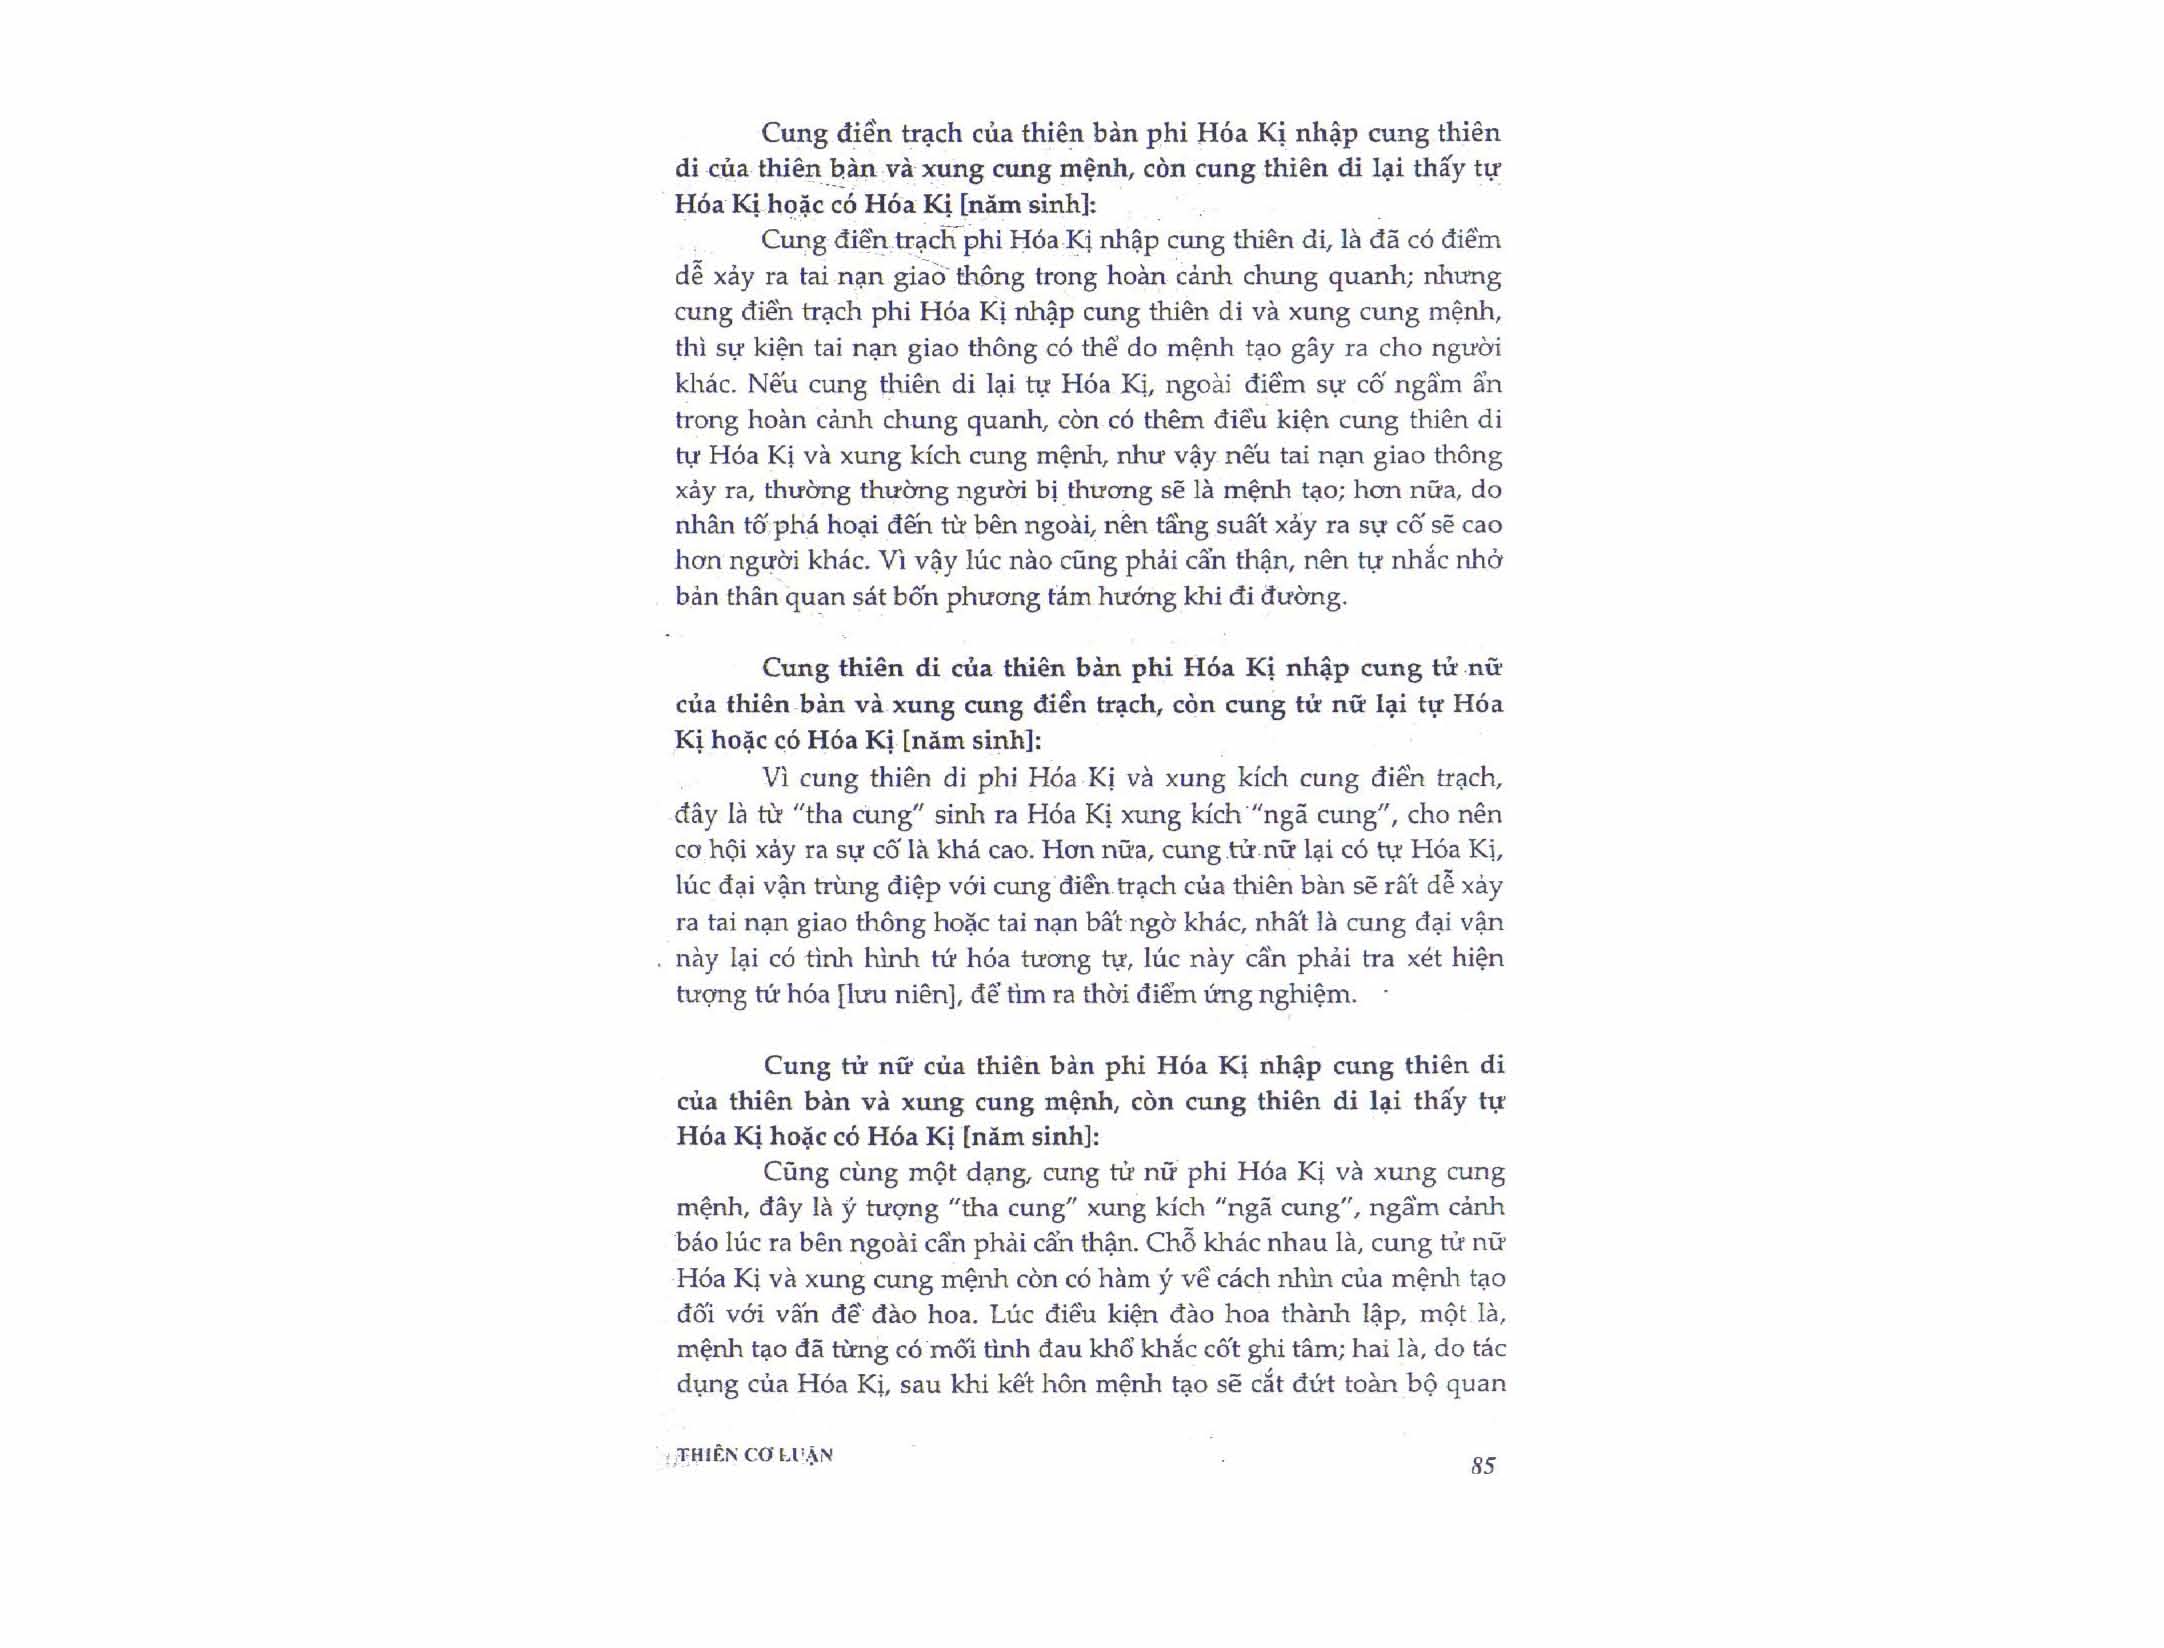 Cung điền trạch của thiên bàn phi Hóa Kị nhập cung thiên
di của thiên bàn và xung cung mệnh, còn cung thiên di lại thấy tự
Hóa Kị hoặc có Hóa Kị [năm sinh]:
Cung điền trạch phi Hóa Kị nhập cung thiên di, là đã có điềm
dễ xảy ra tai nạn giao thông trong hoàn cảnh chung quanh; nhưng
cung điền trạch phi Hóa Kị nhập cung thiên di và xung cung mệnh,
thì sự kiện tai nạn giao thông có thể do mệnh tạo gây ra cho người
khác. Nếu cung thiên di lại tự Hóa Kị, ngoài điềm sự cố ngầm ẩn
trong hoàn cảnh chung quanh, còn có thêm điều kiện cung thiên di
tự Hóa Kị và xung kích cung mệnh, như vậy nếu tai nạn giao thông
xảy ra, thường thường người bị thương sẽ là mệnh tạo; hơn nữa, do
nhân tố phá hoại đến từ bên ngoài, nên tầng suất xảy ra sự cố sẽ cao
hơn người khác. Vì vậy lúc nào cũng phải cẩn thận, nên tự nhắc nhở
bản thân quan sát bốn phương tám hướng khi đi đường.
Cung thiên di của thiên bàn phi Hóa Kị nhập cung tử nữ
của thiên bàn và xung cung điền trạch, còn cung tử nữ lại tự Hóa
Kị hoặc có Hóa Kị [năm sinh]:
Vì cung thiên di phi Hóa Kị và xung kích cung điền trạch,
đây là từ "tha cung" sinh ra Hóa Kị xung kích "ngã cung", cho nên
cơ hội xảy ra sự cố là khá cao. Hơn nữa, cung tử nữ lại có tự Hóa Kị,
lúc đại vận trùng điệp với cung điền trạch của thiên bàn sẽ rất dễ xảy
ra tai nạn giao thông hoặc tai nạn bất ngờ khác, nhất là cung đại vận
này lại có tình hình tứ hóa tương tự, lúc này cần phải tra xét hiện
tượng tứ hóa [lưu niên], để tìm ra thời điểm ứng nghiệm.
Cung tử nữ của thiên bàn phi Hóa Kị nhập cung thiên di
của thiên bàn và xung cung mệnh, còn cung thiên di lại thấy tự
Hóa Kị hoặc có Hóa Kị [năm sinh]:
Cũng cùng một dạng, cung tử nữ phi Hóa Kị và xung cung
mệnh, đây là ý tượng "tha cung" xung kích "ngã cung", ngầm cảnh
báo lúc ra bên ngoài cần phải cẩn thận. Chỗ khác nhau là, cung tử nữ
Hóa Kị và xung cung mệnh còn có hàm ý về cách nhìn của mệnh tạo
đối với vấn đề đào hoa. Lúc điều kiện đào hoa thành lập, một là,
mệnh tạo đã từng có mối tình đau khổ khắc cốt ghi tâm; hai là, do tác
dụng của Hóa Kị, sau khi kết hôn mệnh tạo sẽ cắt đứt toàn bộ quan
THIÊN CƠ LUẬN
85